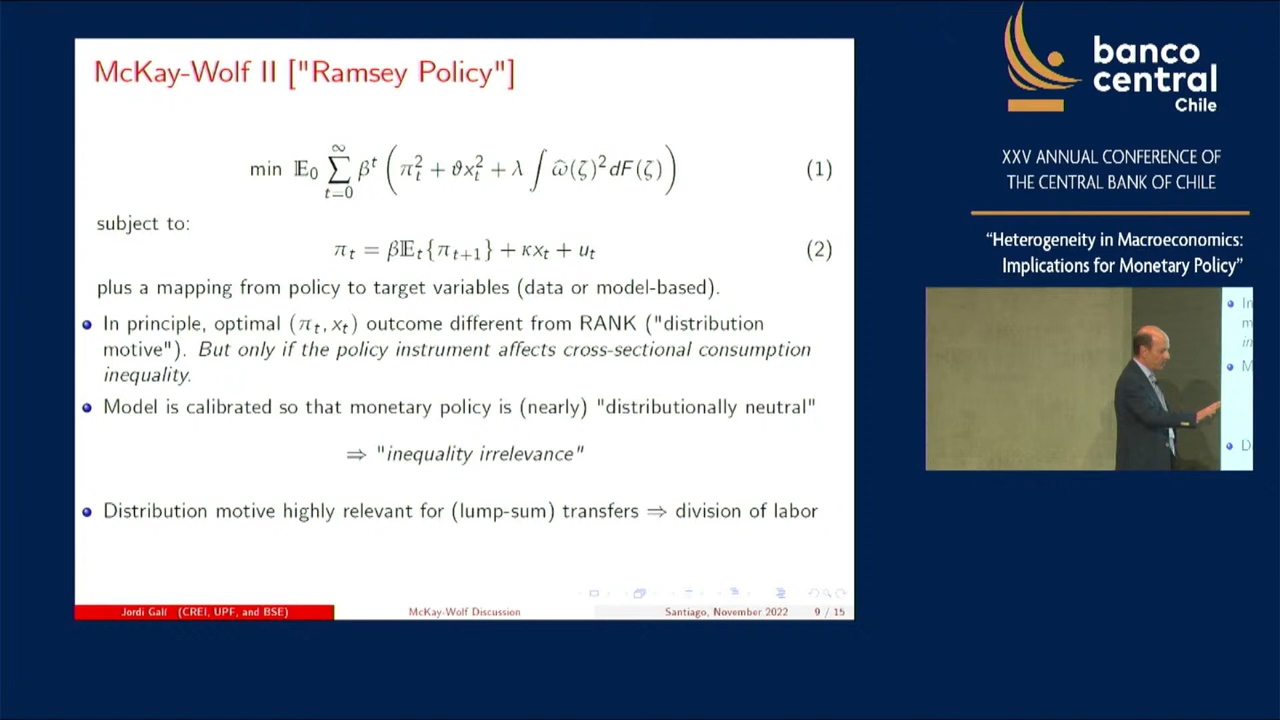 McKay-Wolf II ["Ramsey Policy"]
min 𝔼₀ ∑_{t=0}^{∞} β^t ( π_t² + ϑx_t² + λ ∫ ω̂(ζ)² dF(ζ) ) (1)
subject to:
π_t = β𝔼_t{π_{t+1}} + κx_t + u_t (2)
plus a mapping from policy to target variables (data or model-based).
In principle, optimal (π_t, x_t) outcome different from RANK ("distribution
motive"). But only if the policy instrument affects cross-sectional consumption
inequality.
Model is calibrated so that monetary policy is (nearly) "distributionally neutral"
⇒ "inequality irrelevance"
Distribution motive highly relevant for (lump-sum) transfers ⇒ division of labor
Jordi Galí (CREI, UPF, and BSE) McKay-Wolf Discussion Santiago, November 2022 9 / 15
banco
central
Chile
XXV ANNUAL CONFERENCE OF
THE CENTRAL BANK OF CHILE
“Heterogeneity in Macroeconomics:
Implications for Monetary Policy”
In
m
in
M
D